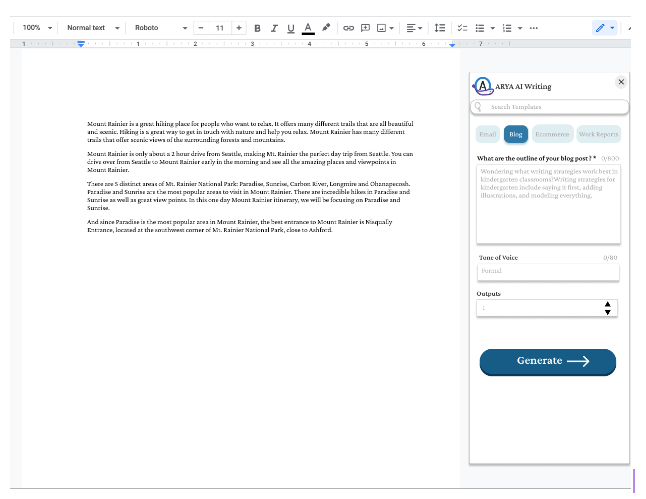 100% Normal text Roboto − 11 + B I U A
1 1 2 3 4 5 6 7
Mount Rainier is a great hiking place for people who want to relax. It offers many different trails that are all beautiful
and scenic. Hiking is a great way to get in touch with nature and help you relax. Mount Rainier has many different
trails that offer scenic views of the surrounding forests and mountains.
Mount Rainier is only about a 2 hour drive from Seattle, making Mt. Rainier the perfect day trip from Seattle. You can
drive over from Seattle to Mount Rainier early in the morning and see all the amazing places and viewpoints in
Mount Rainier.
There are 5 distinct areas of Mt. Rainier National Park: Paradise, Sunrise, Carbon River, Longmire and Ohanapecosh.
Paradise and Sunrise are the most popular areas to visit in Mount Rainier. There are incredible hikes in Paradise and
Sunrise as well as great view points. In this one day Mount Rainier itinerary, we will be focusing on Paradise and
Sunrise.
And since Paradise is the most popular area in Mount Rainier, the best entrance to Mount Rainier is Nisqually
Entrance, located at the southwest corner of Mt. Rainier National Park, close to Ashford.
A ARYA AI Writing
Search Templates
Email Blog Ecommerce Work Reports
What are the outline of your blog post? * 0/600
Wondering what writing strategies work best in
kindergarten classrooms?Writing strategies for
kindergarten include saying it first, adding
illustrations, and modeling everything.
Tone of Voice 0/80
Formal
Outputs
Generate